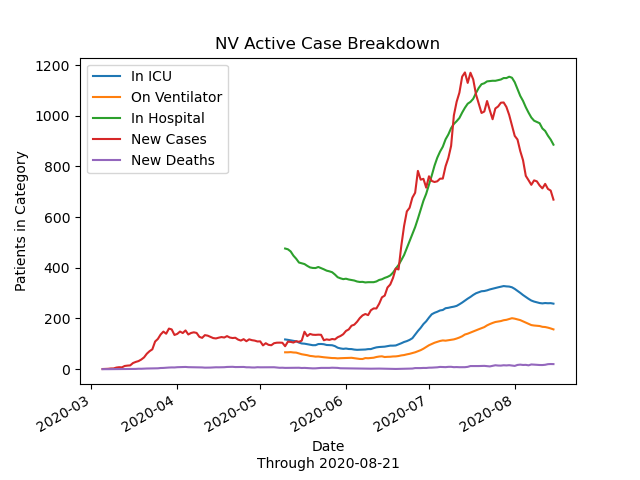 NV Active Case Breakdown
1200
1000
800
600
400
200
0
Patients in Category
In ICU
On Ventilator
In Hospital
New Cases
New Deaths
2020-03
2020-04
2020-05
2020-06
2020-07
2020-08
Date
Through 2020-08-21